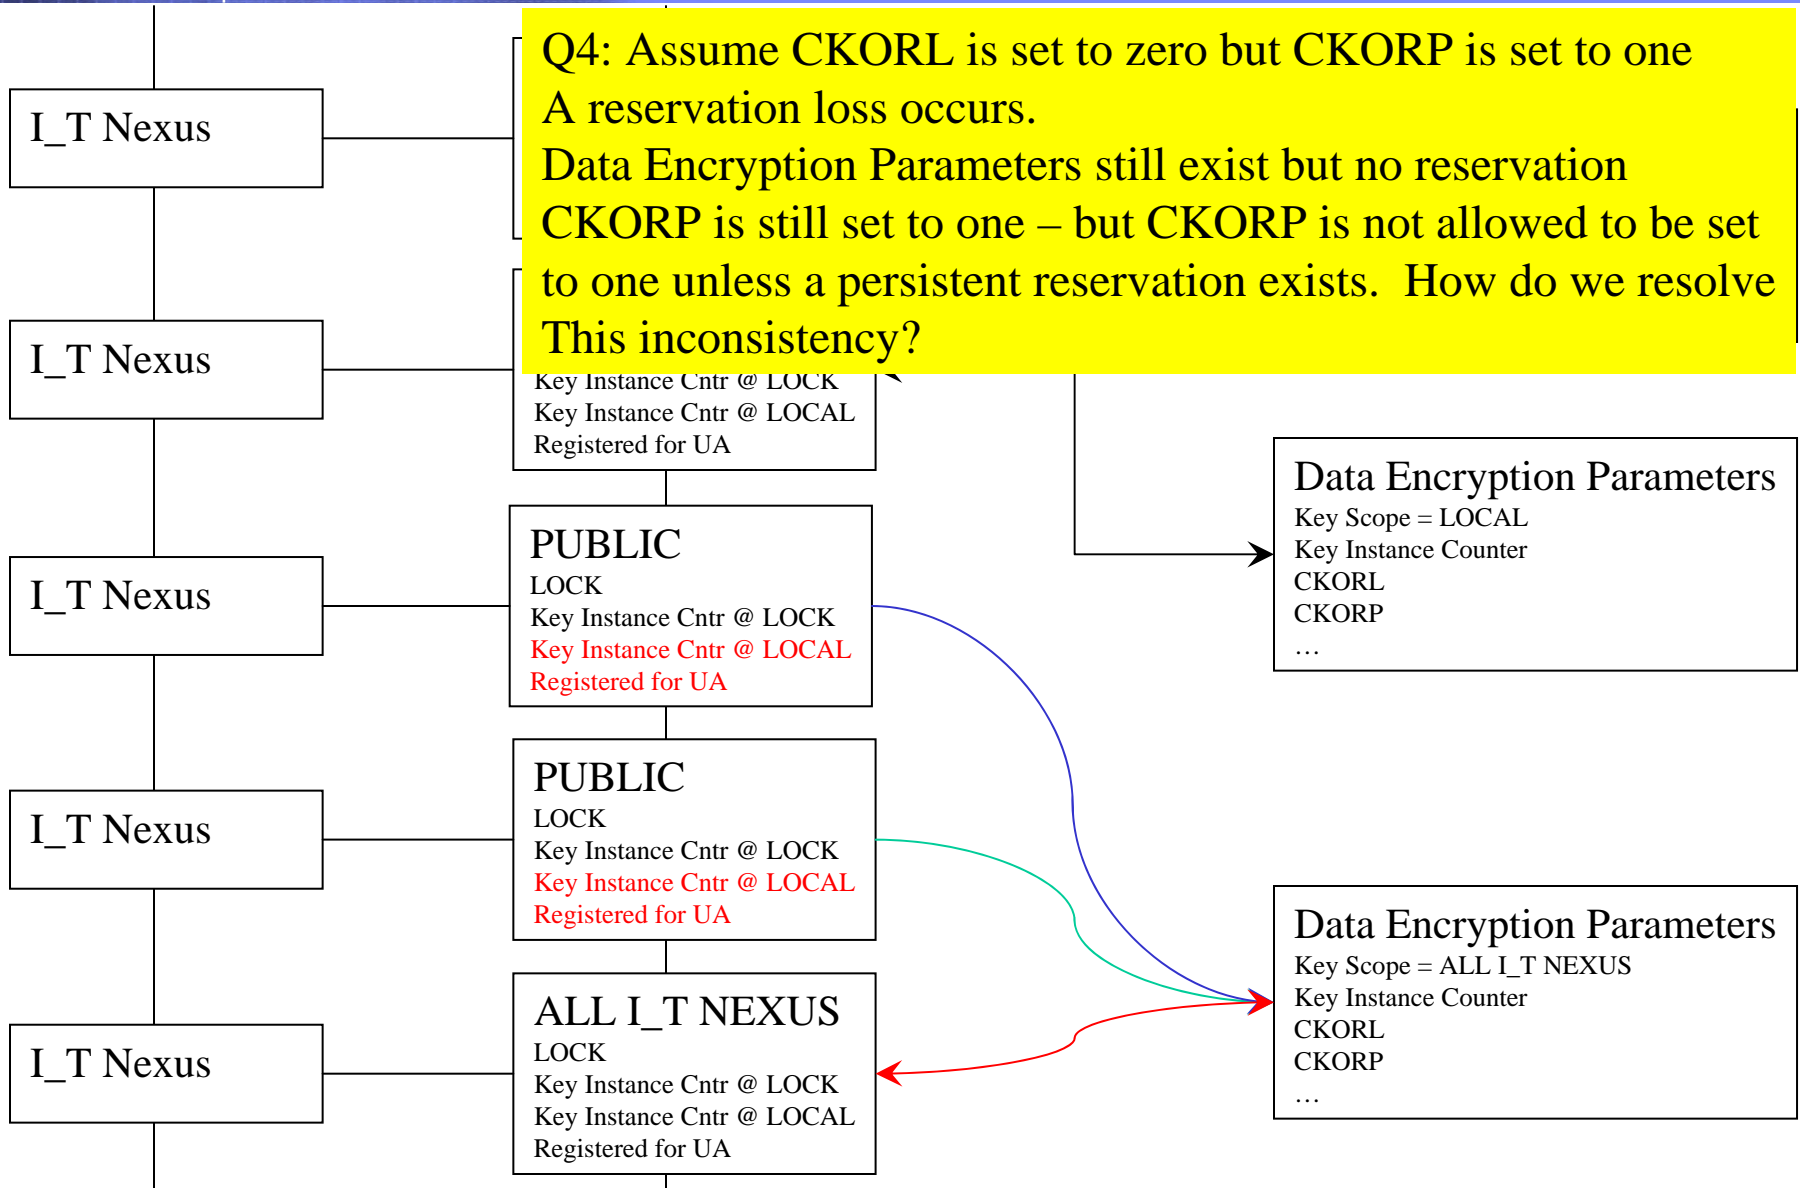 Q4: Assume CKORL is set to zero but CKORP is set to one
A reservation loss occurs.
Data Encryption Parameters still exist but no reservation
CKORP is still set to one – but CKORP is not allowed to be set
to one unless a persistent reservation exists.  How do we resolve
This inconsistency?
I_T Nexus
I_T Nexus
Key Instance Cntr @ LOCK
Key Instance Cntr @ LOCAL
Registered for UA
Data Encryption Parameters
Key Scope = LOCAL
Key Instance Counter
CKORL
CKORP
…
I_T Nexus
PUBLIC
LOCK
Key Instance Cntr @ LOCK
Key Instance Cntr @ LOCAL
Registered for UA
I_T Nexus
PUBLIC
LOCK
Key Instance Cntr @ LOCK
Key Instance Cntr @ LOCAL
Registered for UA
Data Encryption Parameters
Key Scope = ALL I_T NEXUS
Key Instance Counter
CKORL
CKORP
…
I_T Nexus
ALL I_T NEXUS
LOCK
Key Instance Cntr @ LOCK
Key Instance Cntr @ LOCAL
Registered for UA